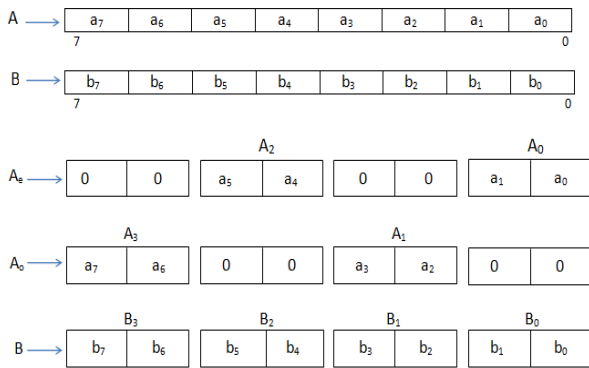 A a₇ a₆ a₅ a₄ a₃ a₂ a₁ a₀
7 0
B b₇ b₆ b₅ b₄ b₃ b₂ b₁ b₀
7 0
A₂ A₀
Aₑ 0 0 a₅ a₄ 0 0 a₁ a₀
A₃ A₁
Aₒ a₇ a₆ 0 0 a₃ a₂ 0 0
B₃ B₂ B₁ B₀
B b₇ b₆ b₅ b₄ b₃ b₂ b₁ b₀